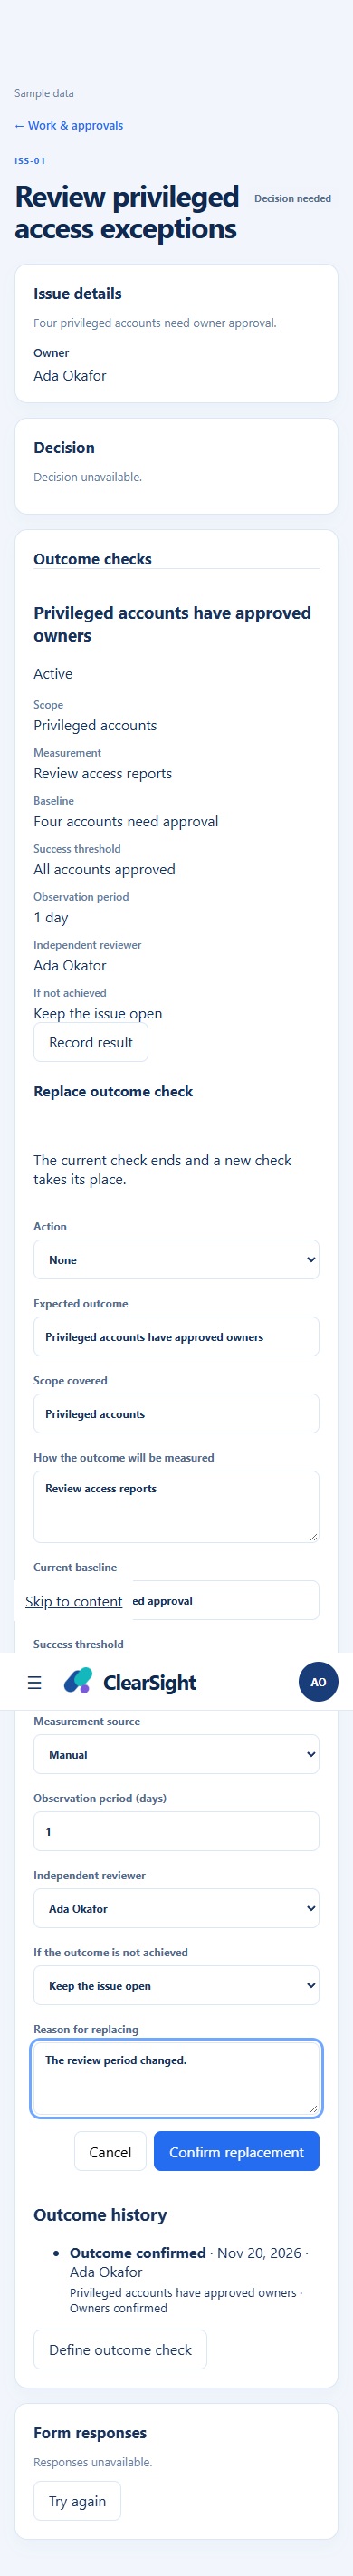 Sample data
← Work & approvals
ISS-01
Review privileged
access exceptions
Decision needed
Issue details
Four privileged accounts need owner approval.
Owner
Ada Okafor
Decision
Decision unavailable.
Outcome checks
Privileged accounts have approved
owners
Active
Scope
Privileged accounts
Measurement
Review access reports
Baseline
Four accounts need approval
Success threshold
All accounts approved
Observation period
1 day
Independent reviewer
Ada Okafor
If not achieved
Keep the issue open
Record result
Replace outcome check
The current check ends and a new check
takes its place.
Action
None
Expected outcome
Privileged accounts have approved owners
Scope covered
Privileged accounts
How the outcome will be measured
Review access reports
Current baseline
Skip to content
approval
Success threshold
☰ ClearSight AO
Measurement source
Manual
Observation period (days)
1
Independent reviewer
Ada Okafor
If the outcome is not achieved
Keep the issue open
Reason for replacing
The review period changed.
Cancel
Confirm replacement
Outcome history
• Outcome confirmed · Nov 20, 2026 ·
Ada Okafor
Privileged accounts have approved owners ·
Owners confirmed
Define outcome check
Form responses
Responses unavailable.
Try again